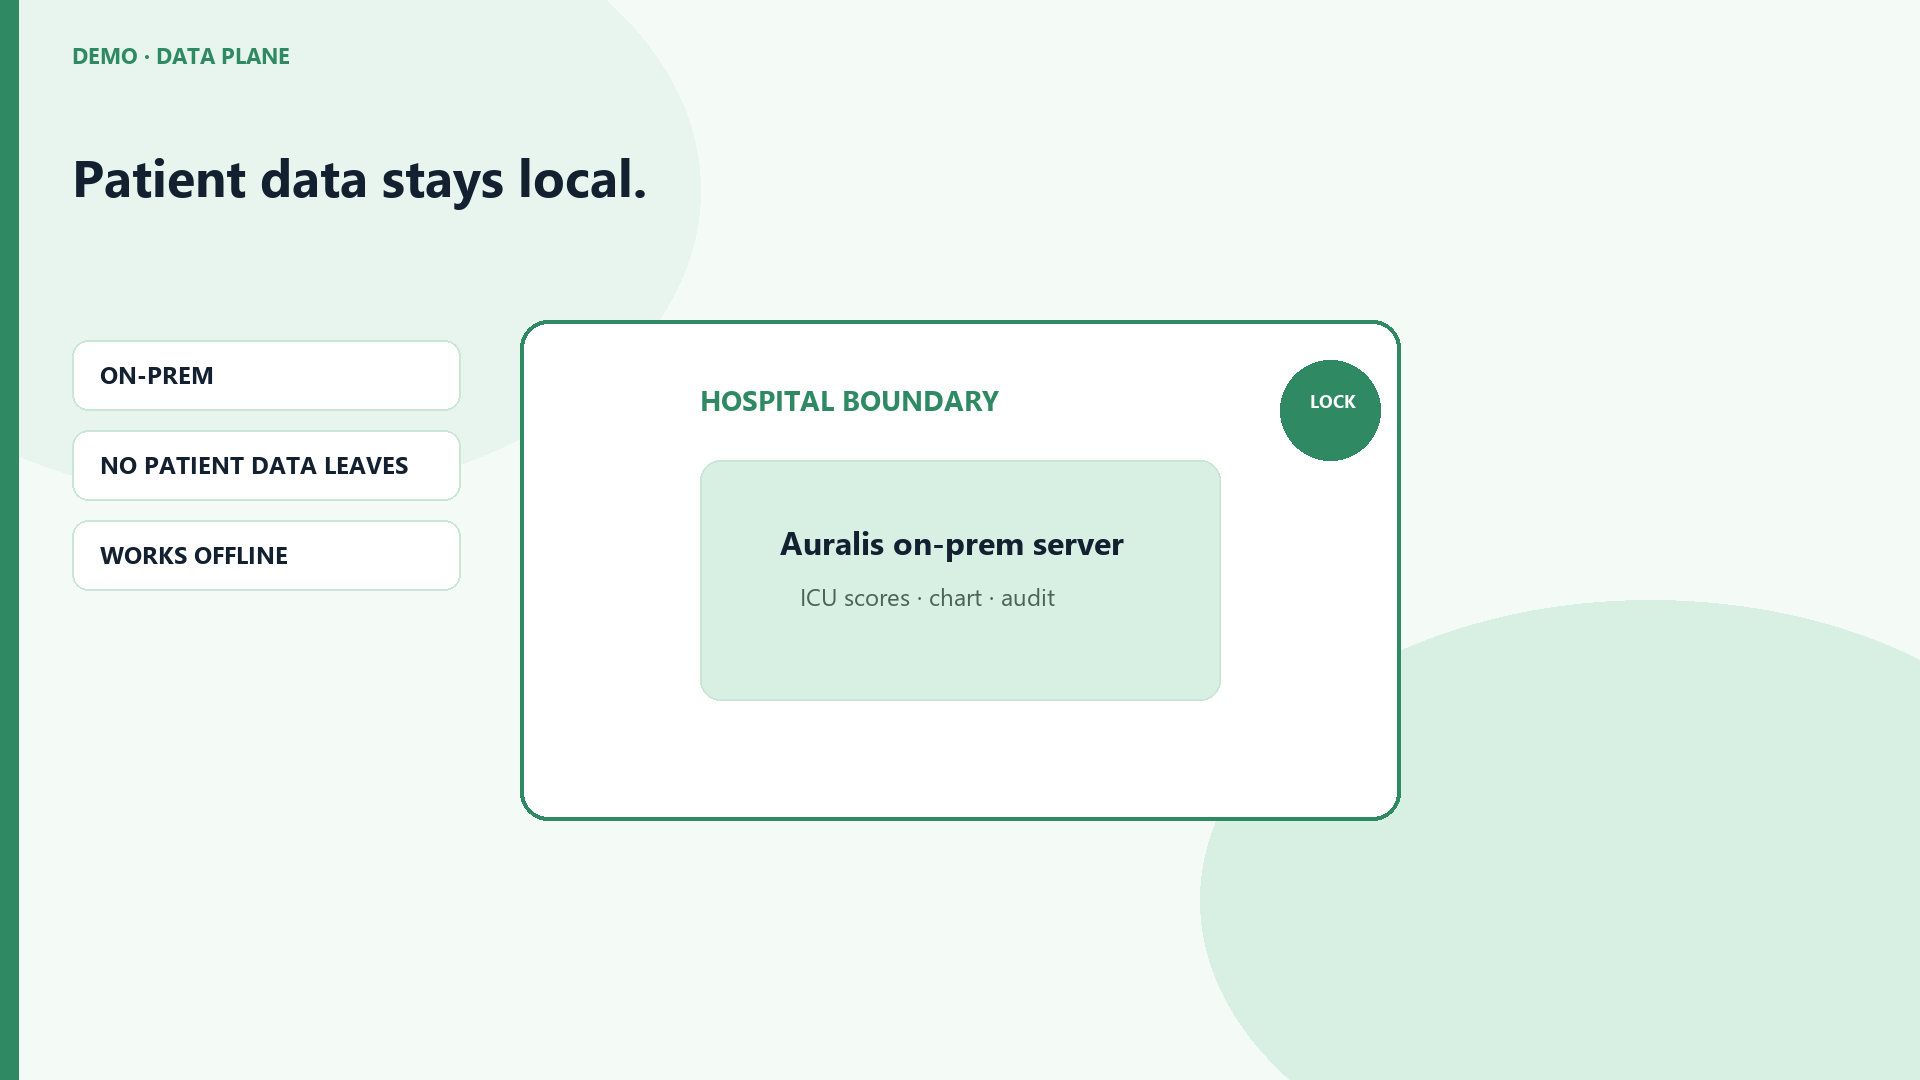 DEMO · DATA PLANE
Patient data stays local.
ON-PREM
NO PATIENT DATA LEAVES
WORKS OFFLINE
HOSPITAL BOUNDARY
LOCK
Auralis on-prem server
ICU scores · chart · audit